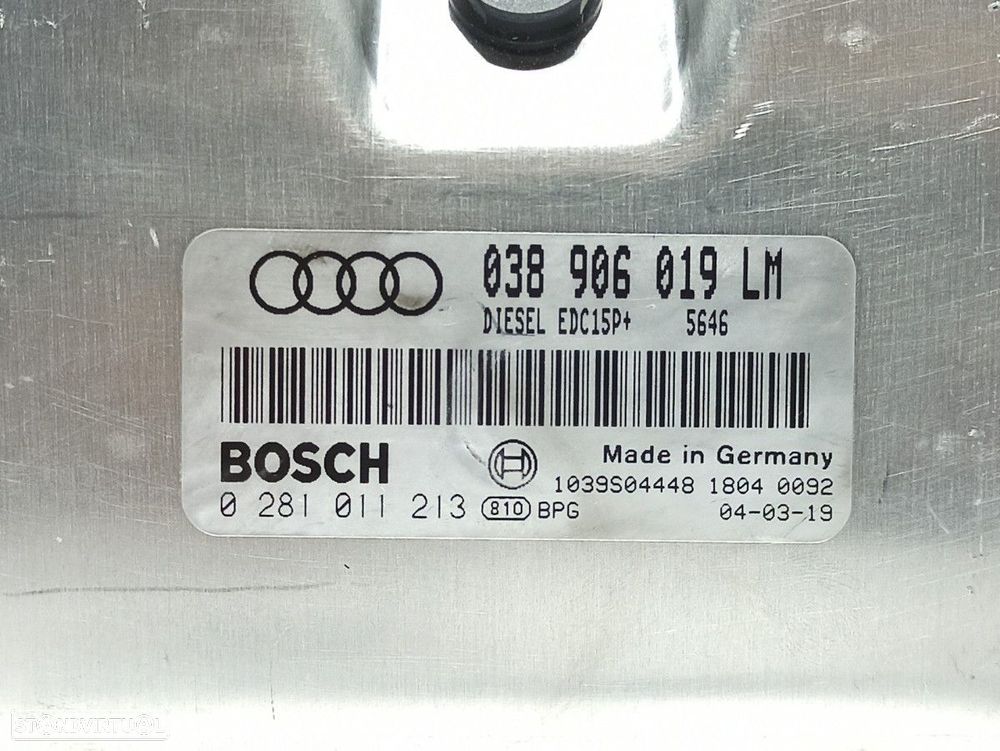 038 906 019 LM
DIESEL EDC15P+ 5646
BOSCH
Made in Germany
1039S04448 1804 0092
0 281 011 213 810 BPG 04-03-19
STANDVIRTUAL